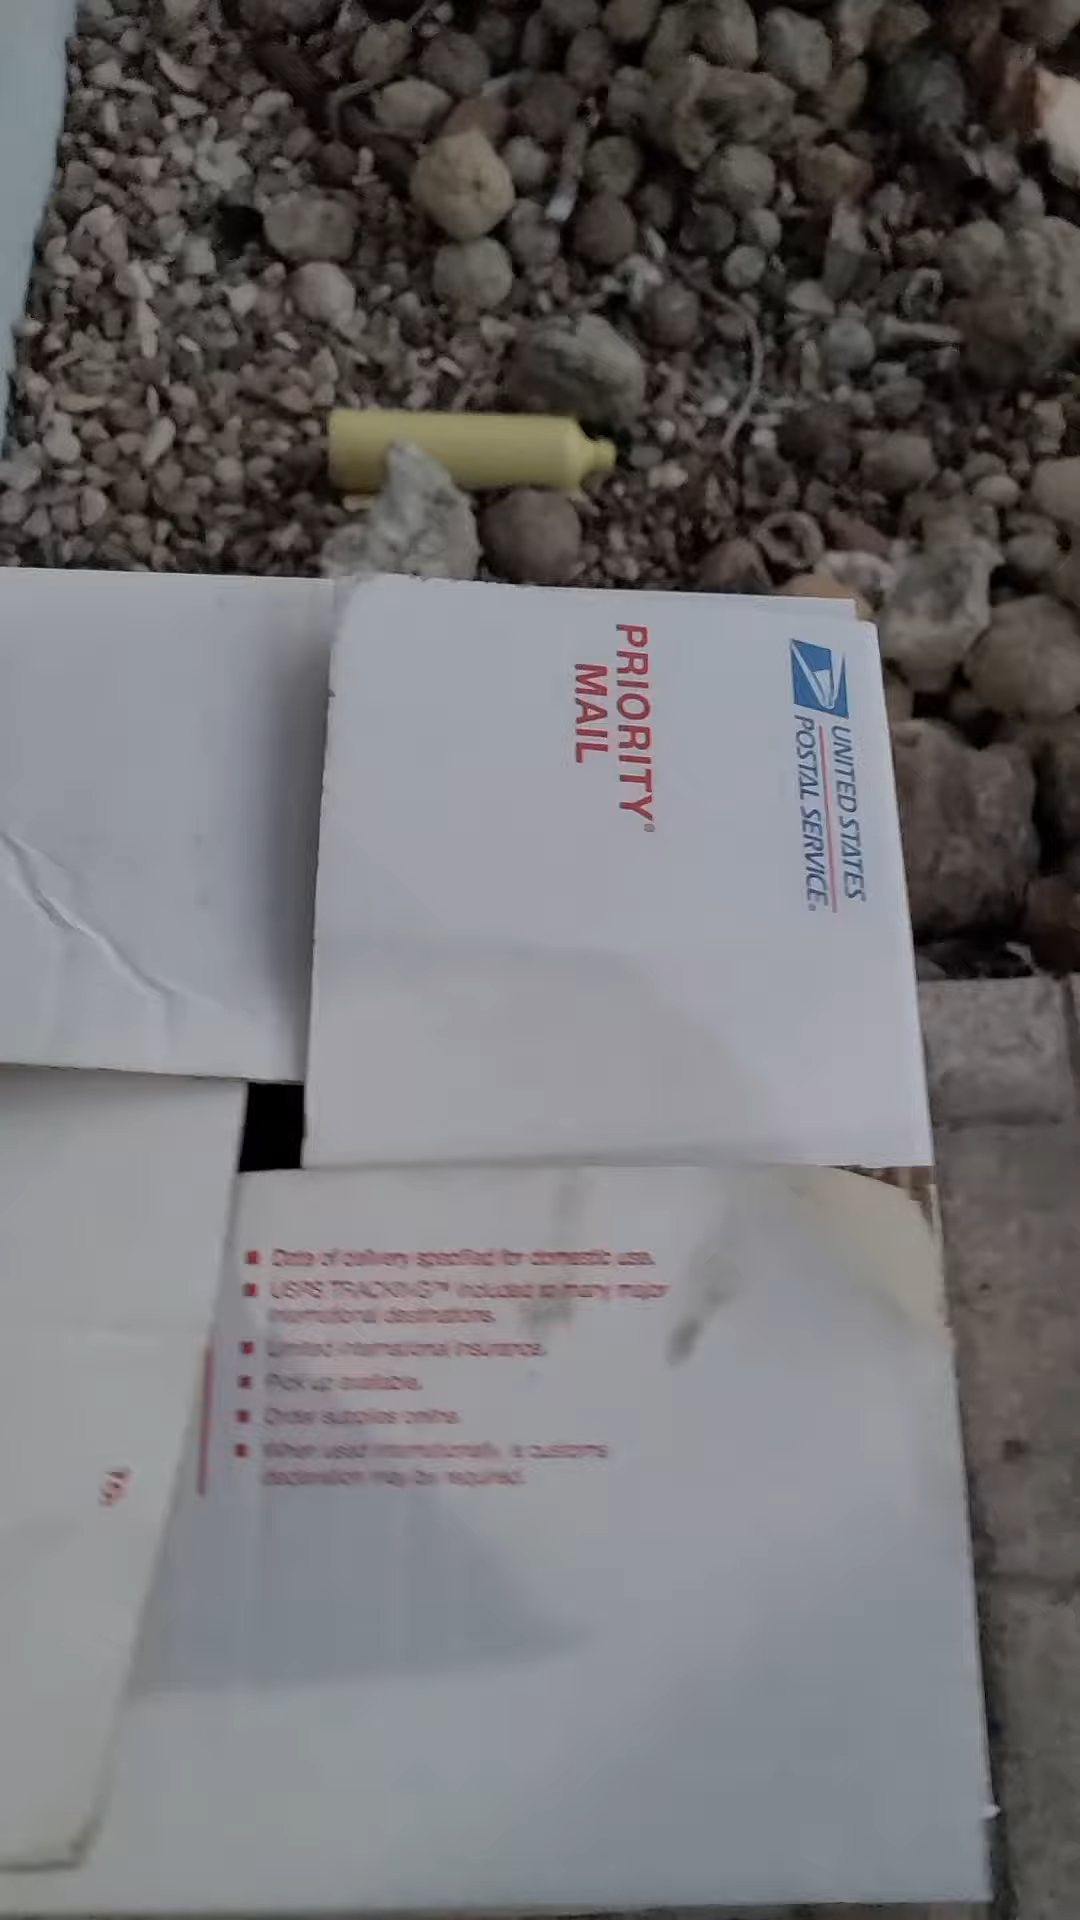 PRIORITY®
MAIL
UNITED STATES
POSTAL SERVICE®
Date of delivery specified for domestic use.
USPS TRACKING™ included to many major
international destinations.
Limited international insurance.
Pick up available.
Order supplies online.
When used internationally, a customs
declaration may be required.